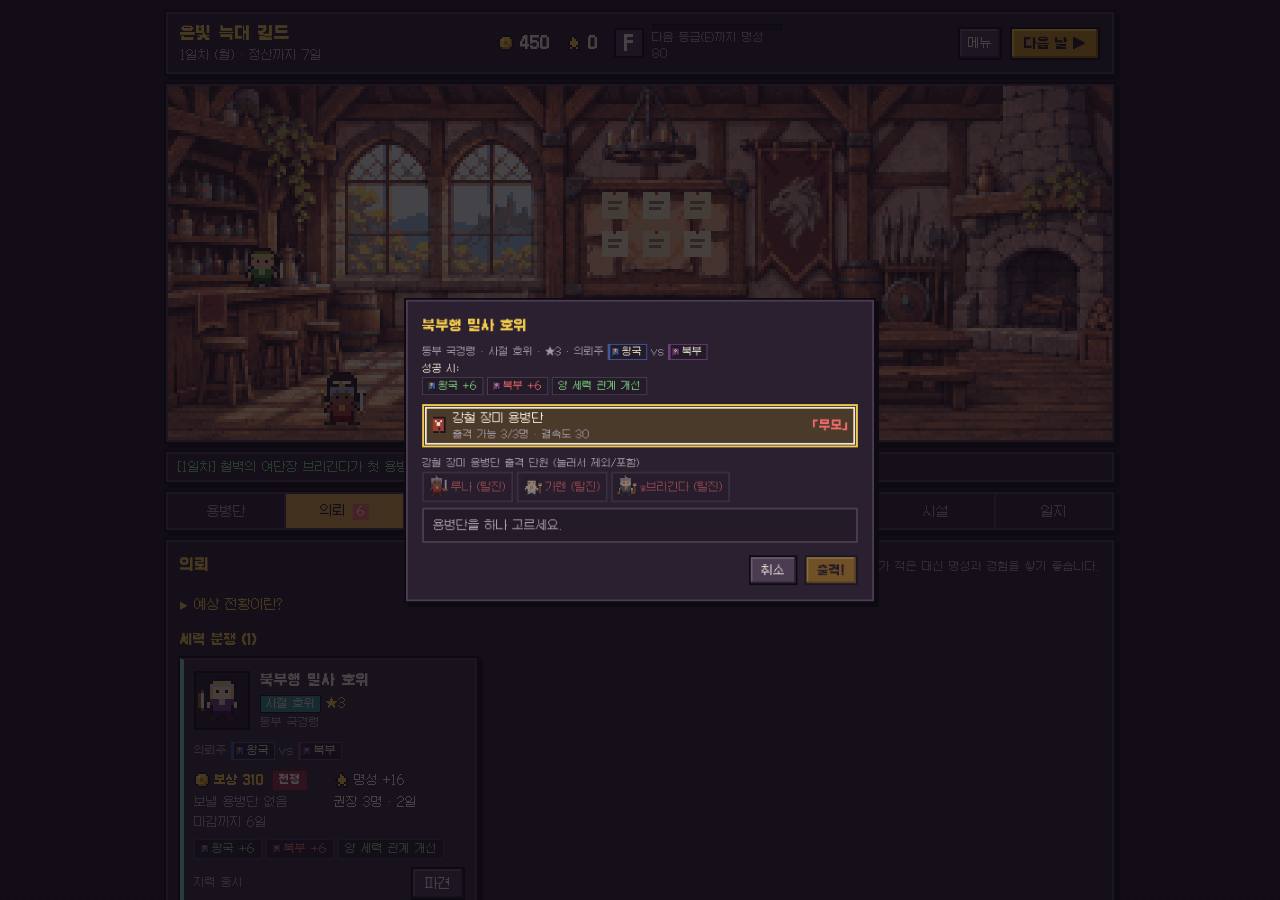 은빛 늑대 길드
1일차 (월) · 정산까지 7일
450
0
F
다음 등급(E)까지 명성 80
메뉴
다음 날 ▶
북부행 밀사 호위
동부 국경령 · 사절 호위 · ★3 · 의뢰주 왕국 vs 북부
성공 시:
왕국 +6 북부 +6 양 세력 관계 개선
강철 장미 용병단
출격 가능 3/3명 · 결속도 30
「무모」
강철 장미 용병단 출격 단원 (눌러서 제외/포함)
루나 (탈진) 가렌 (탈진) 브리긴다 (탈진)
용병단을 하나 고르세요.
취소 출격!
[1일차] 철벽의 여단장 브리긴다가 첫 용병
용병단
의뢰 6
시설
일지
의뢰
가 적은 대신 명성과 경험을 쌓기 좋습니다.
▶ 예상 전황이란?
세력 분쟁 (1)
북부행 밀사 호위
사절 호위 ★3
동부 국경령
의뢰주 왕국 vs 북부
보상 310 전쟁 명성 +16
보낼 용병단 없음 권장 3명 · 2일
마감까지 6일
왕국 +6 북부 +6 양 세력 관계 개선
지력 중시
파견